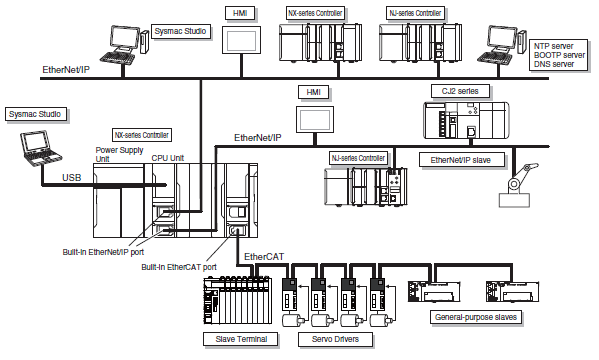 HMI
NX-series Controller
NJ-series Controller
Sysmac Studio
NTP server
BOOTP server
DNS server
EtherNet/IP
HMI
CJ2 series
Sysmac Studio
NX-series Controller
EtherNet/IP
Power Supply
Unit
CPU Unit
NJ-series Controller
EtherNet/IP slave
USB
Built-in EtherNet/IP port
EtherCAT
Built-in EtherCAT port
General-purpose slaves
Slave Terminal
Servo Drivers